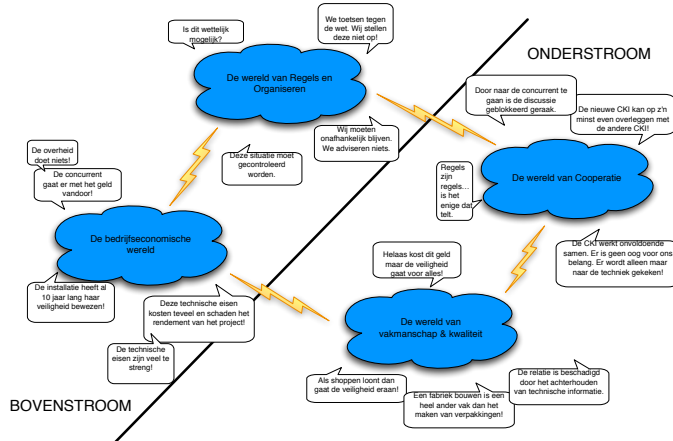 Is dit wettelijk
mogelijk?
We toetsen tegen
de wet. Wij stellen
deze niet op!
De wereld van Regels en
Organiseren
Wij moeten
onafhankelijk blijven.
We adviseren niets.
Deze situatie moet
gecontroleerd
worden.
ONDERSTROOM
Door naar de concurrent te
gaan is de discussie
geblokkeerd geraak.
De nieuwe CKI kan op z'n
minst even overleggen met
de andere CKI!
De wereld van Cooperatie
Regels
zijn
regels…
is het
enige dat
telt.
De CKI werkt onvoldoende
samen. Er is geen oog voor ons
belang. Er wordt alleen maar
naar de techniek gekeken!
De overheid
doet niets!
De concurrent
gaat er met het geld
vandoor!
De bedrijfseconomische
wereld
De installatie heeft al
10 jaar lang haar
veiligheid bewezen!
Deze technische eisen
kosten teveel en schaden het
rendement van het project!
De technische
eisen zijn veel te
streng!
Helaas kost dit geld
maar de veiligheid
gaat voor alles!
De wereld van
vakmanschap & kwaliteit
Als shoppen loont dan
gaat de veiligheid eraan!
Een fabriek bouwen is een
heel ander vak dan het
maken van verpakkingen!
De relatie is beschadigd
door het achterhouden
van technische informatie.
BOVENSTROOM